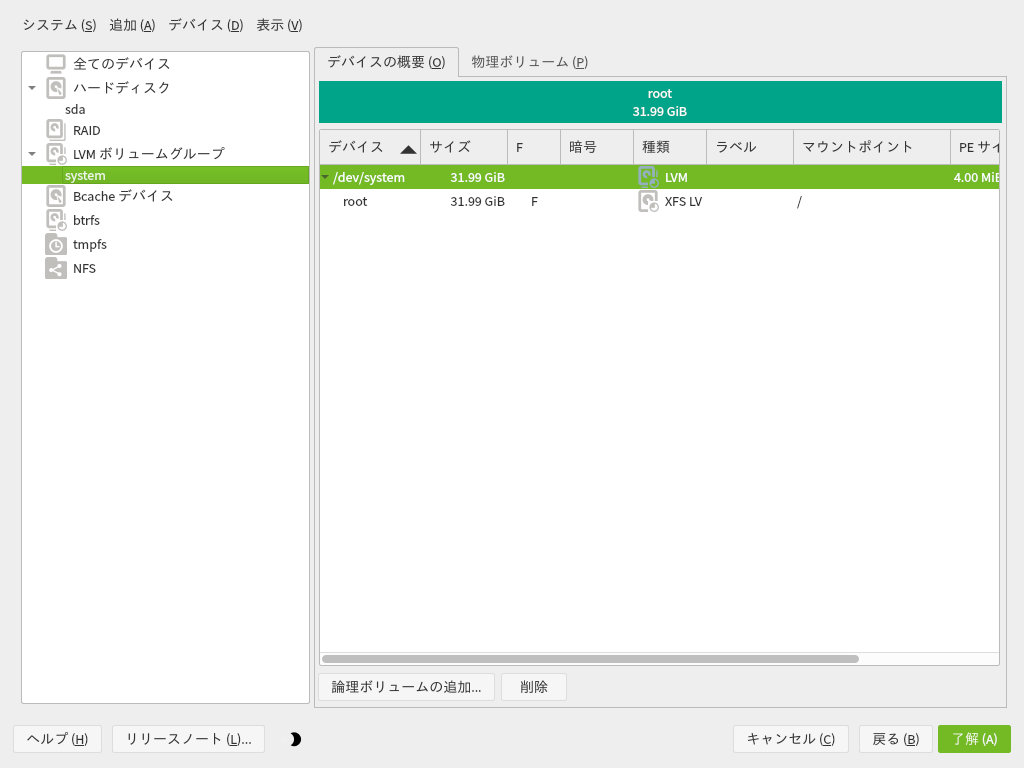 システム (S) 追加 (A) デバイス (D) 表示 (V)
全てのデバイス
ハードディスク
sda
RAID
LVM ボリュームグループ
system
Bcache デバイス
btrfs
tmpfs
NFS
デバイスの概要 (O) 物理ボリューム (P)
root
31.99 GiB
デバイス サイズ F 暗号 種類 ラベル マウントポイント PE サイ
/dev/system 31.99 GiB LVM 4.00 MiB
root 31.99 GiB F XFS LV /
論理ボリュームの追加... 削除
ヘルプ (H) リリースノート (L)... キャンセル (C) 戻る (B) 了解 (A)